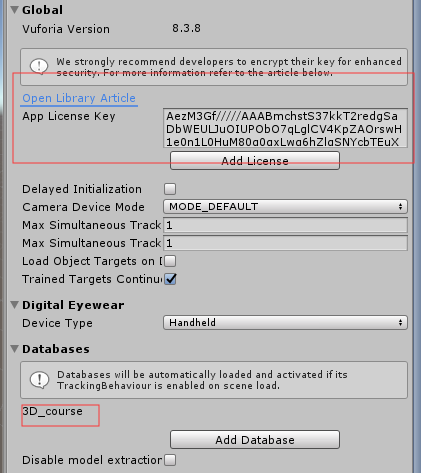 Global
Vuforia Version 8.3.8
We strongly recommend developers to encrypt their key for enhanced
security. For more information refer to the article below.
Open Library Article
App License Key
AezM3Gf/////AAABmchstS37kkT2redgSa
DbWEULJuOIUPObO7qLglCV4KpZAOrswH
Add License
Delayed Initialization
Camera Device Mode MODE_DEFAULT
Max Simultaneous Track 1
Max Simultaneous Track 1
Load Object Targets on D
Trained Targets Continue
Digital Eyewear
Device Type Handheld
Databases
Databases will be automatically loaded and activated if its
TrackingBehaviour is enabled on scene load.
3D_course
Add Database
Disable model extraction